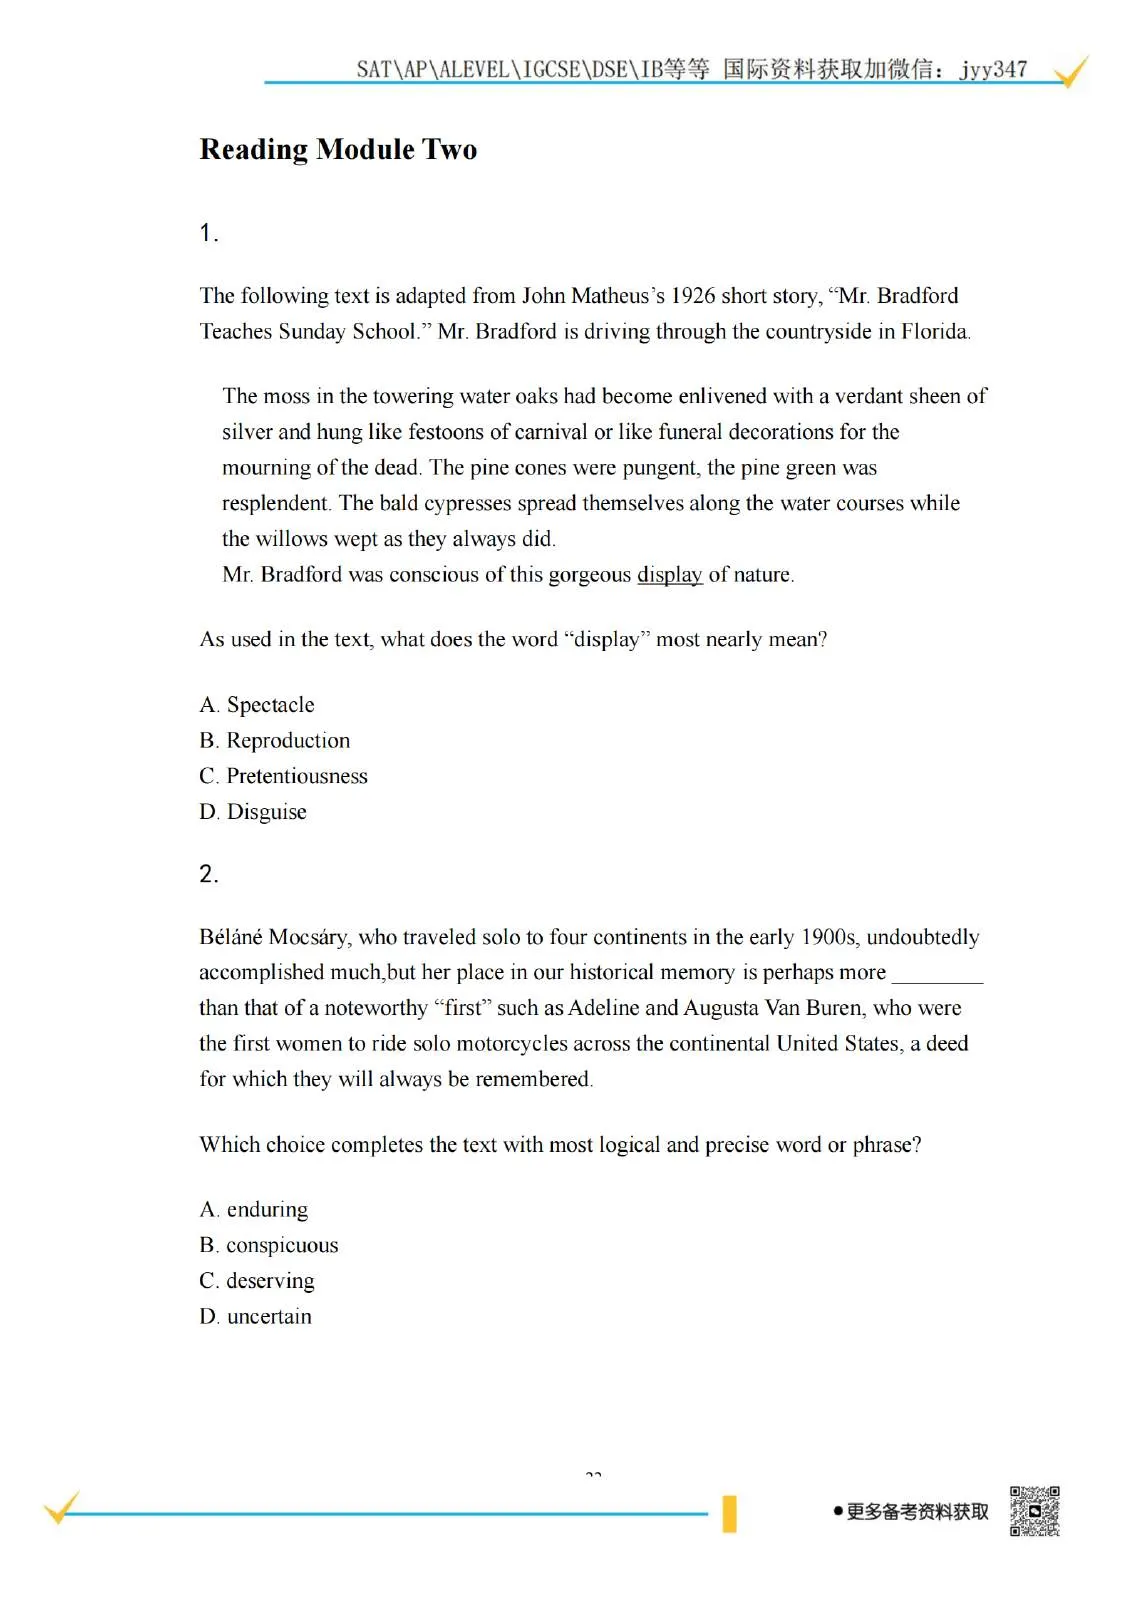 SAT\AP\ALEVEL\IGCSE\DSE\IB等等 国际资料获取加微信：jyy347
Reading Module Two
1.
The following text is adapted from John Matheus’s 1926 short story, “Mr. Bradford
Teaches Sunday School.” Mr. Bradford is driving through the countryside in Florida.
The moss in the towering water oaks had become enlivened with a verdant sheen of
silver and hung like festoons of carnival or like funeral decorations for the
mourning of the dead. The pine cones were pungent, the pine green was
resplendent. The bald cypresses spread themselves along the water courses while
the willows wept as they always did.
Mr. Bradford was conscious of this gorgeous display of nature.
As used in the text, what does the word “display” most nearly mean?
A. Spectacle
B. Reproduction
C. Pretentiousness
D. Disguise
2.
Béláné Mocsáry, who traveled solo to four continents in the early 1900s, undoubtedly
accomplished much,but her place in our historical memory is perhaps more ________
than that of a noteworthy “first” such as Adeline and Augusta Van Buren, who were
the first women to ride solo motorcycles across the continental United States, a deed
for which they will always be remembered.
Which choice completes the text with most logical and precise word or phrase?
A. enduring
B. conspicuous
C. deserving
D. uncertain
●更多备考资料获取